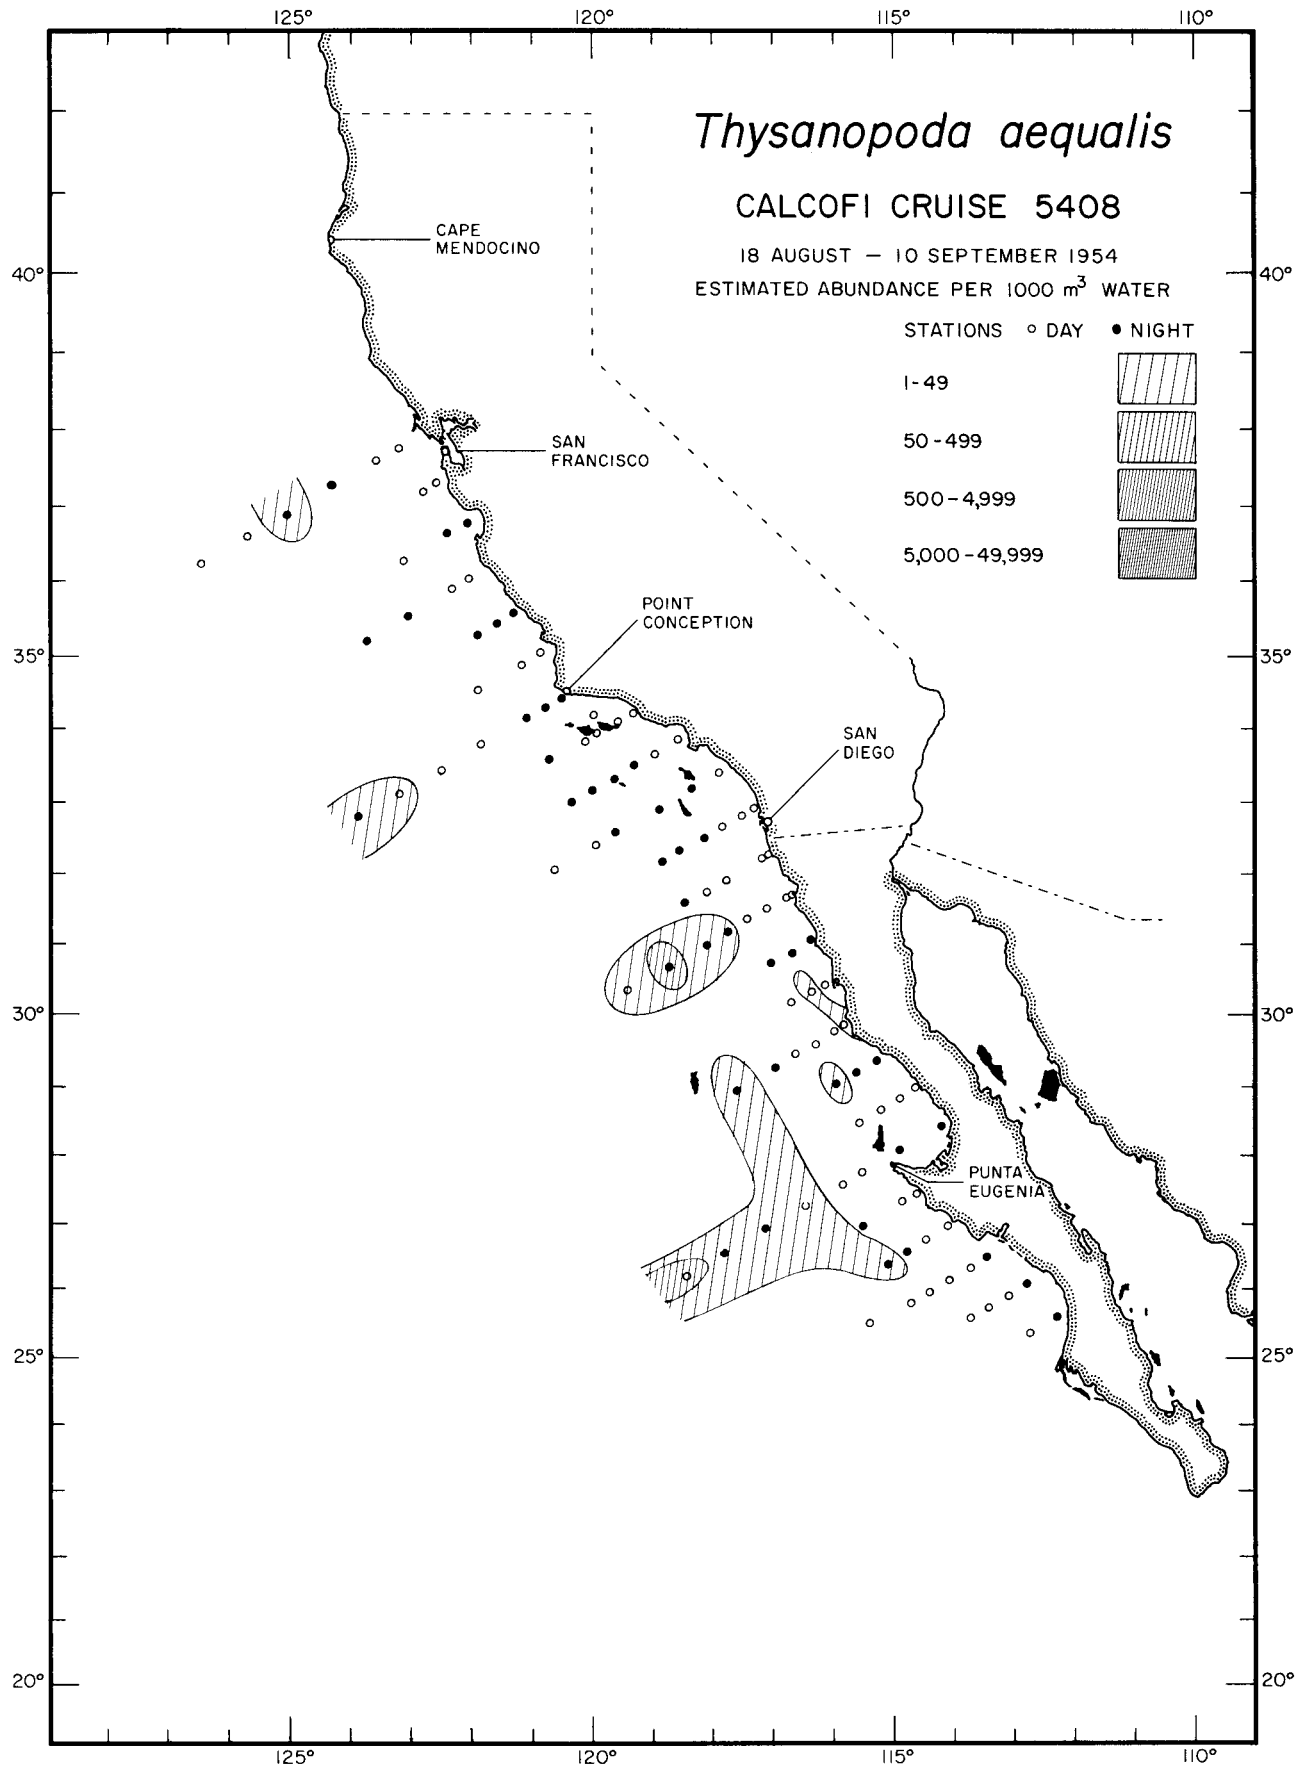 125° 120° 115° 110°
Thysanopoda aequalis
CALCOFI CRUISE 5408
18 AUGUST — 10 SEPTEMBER 1954
ESTIMATED ABUNDANCE PER 1000 m³ WATER
STATIONS ○ DAY ● NIGHT
1-49
50-499
500-4,999
5,000-49,999
CAPE
MENDOCINO
40° 40°
SAN
FRANCISCO
POINT
CONCEPTION
35° 35°
SAN
DIEGO
30° 30°
PUNTA
EUGENIA
25° 25°
20° 20°
125° 120° 115° 110°